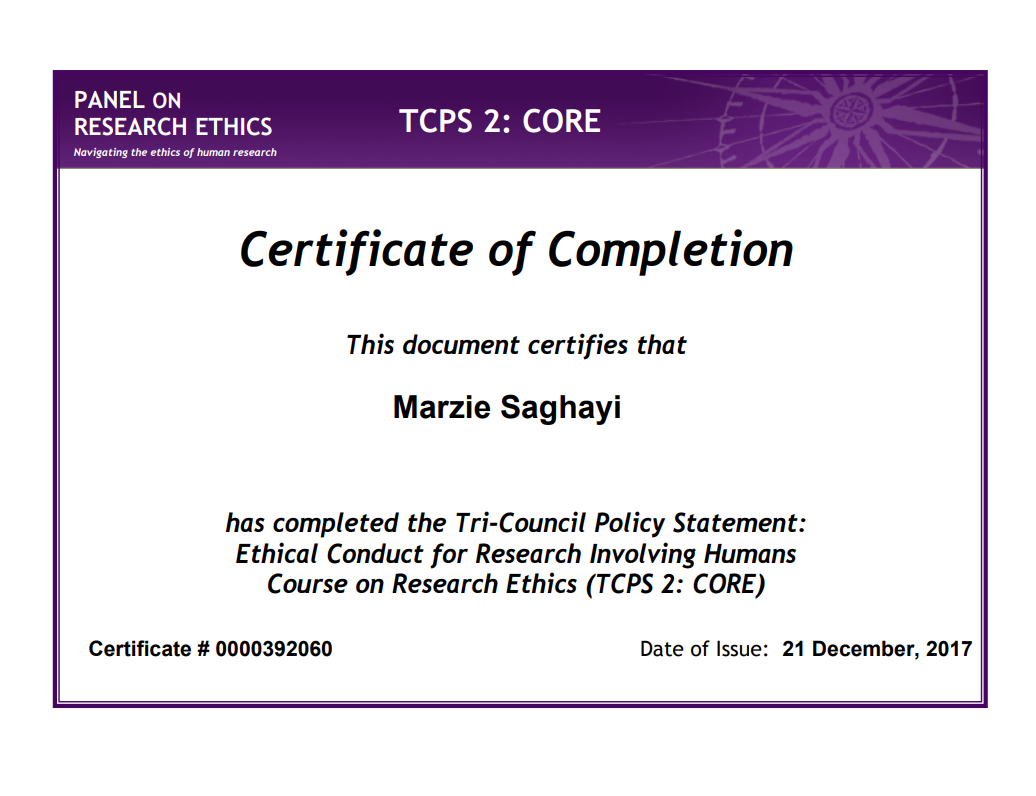 PANEL ON
RESEARCH ETHICS
Navigating the ethics of human research
TCPS 2: CORE
Certificate of Completion
This document certifies that
Marzie Saghayi
has completed the Tri-Council Policy Statement:
Ethical Conduct for Research Involving Humans
Course on Research Ethics (TCPS 2: CORE)
Certificate # 0000392060
Date of Issue: 21 December, 2017